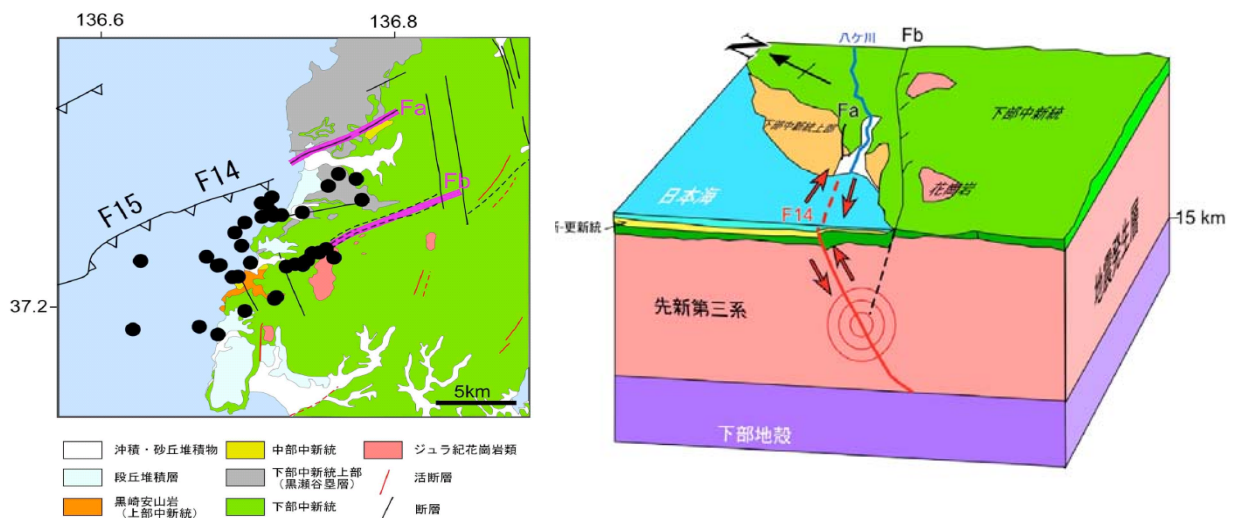 136.6
136.8
37.2
F15
F14
Fa
Fb
5km
沖積・砂丘堆積物
中部中新統
ジュラ紀花崗岩類
段丘堆積層
下部中新統上部
(黒瀬谷塁層)
活断層
黒崎安山岩
(上部中新統)
下部中新統
断層
八ケ川
Fb
Fa
下部中新統上部
下部中新統
花崗岩
日本海
F14
新-更新統
15 km
地震発生層
先新第三系
下部地殻